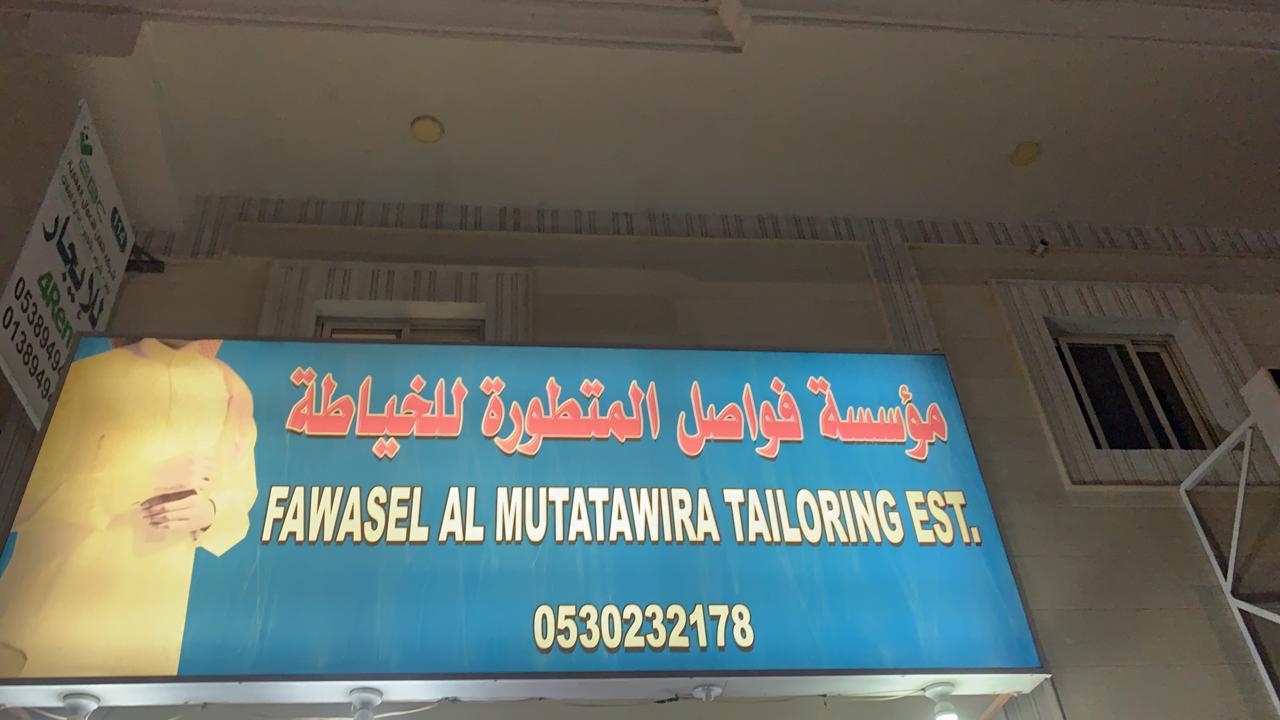 مؤسسة فواصل المتطورة للخياطة
FAWASEL AL MUTATAWIRA TAILORING EST.
0530232178
للإيجار